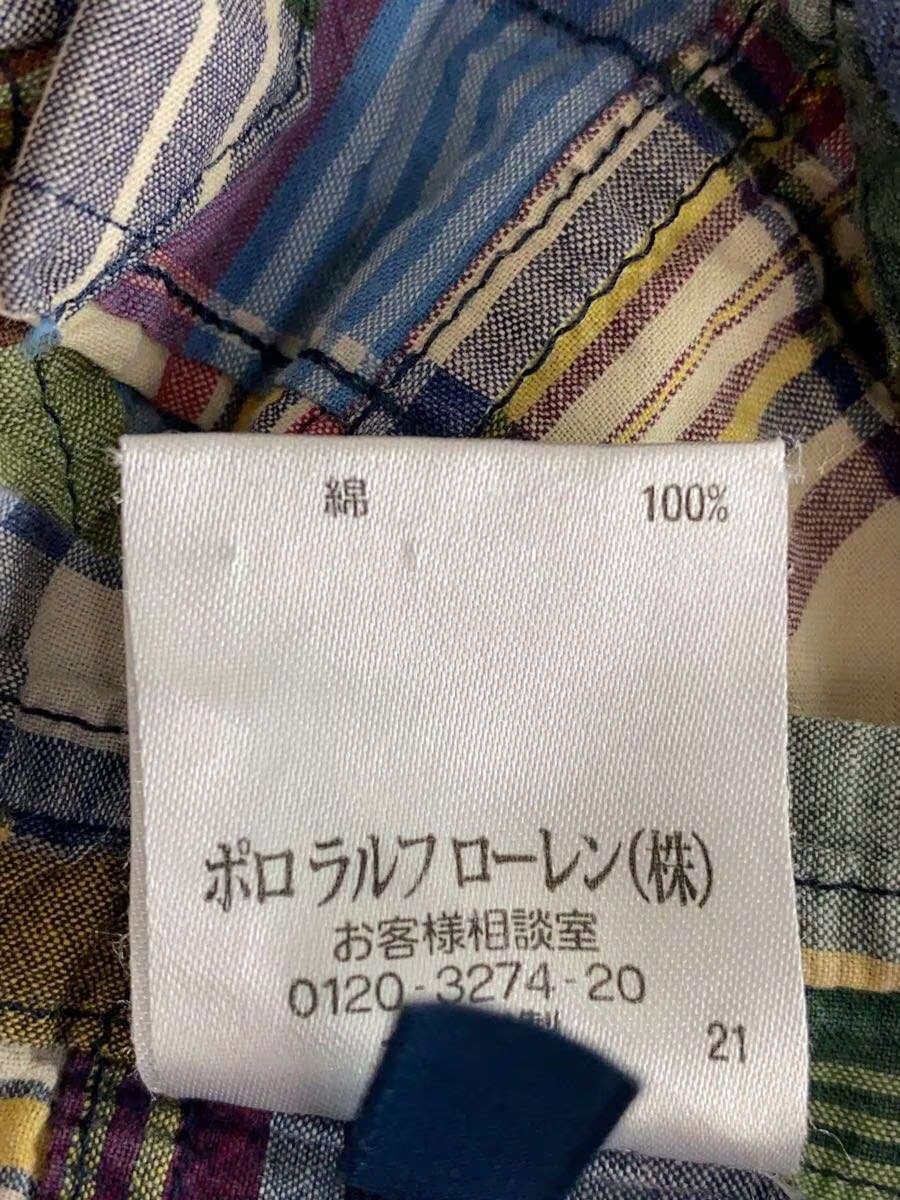 綿 100%
ポロ ラルフ ローレン(株)
お客様相談室
0120-3274-20
製
21